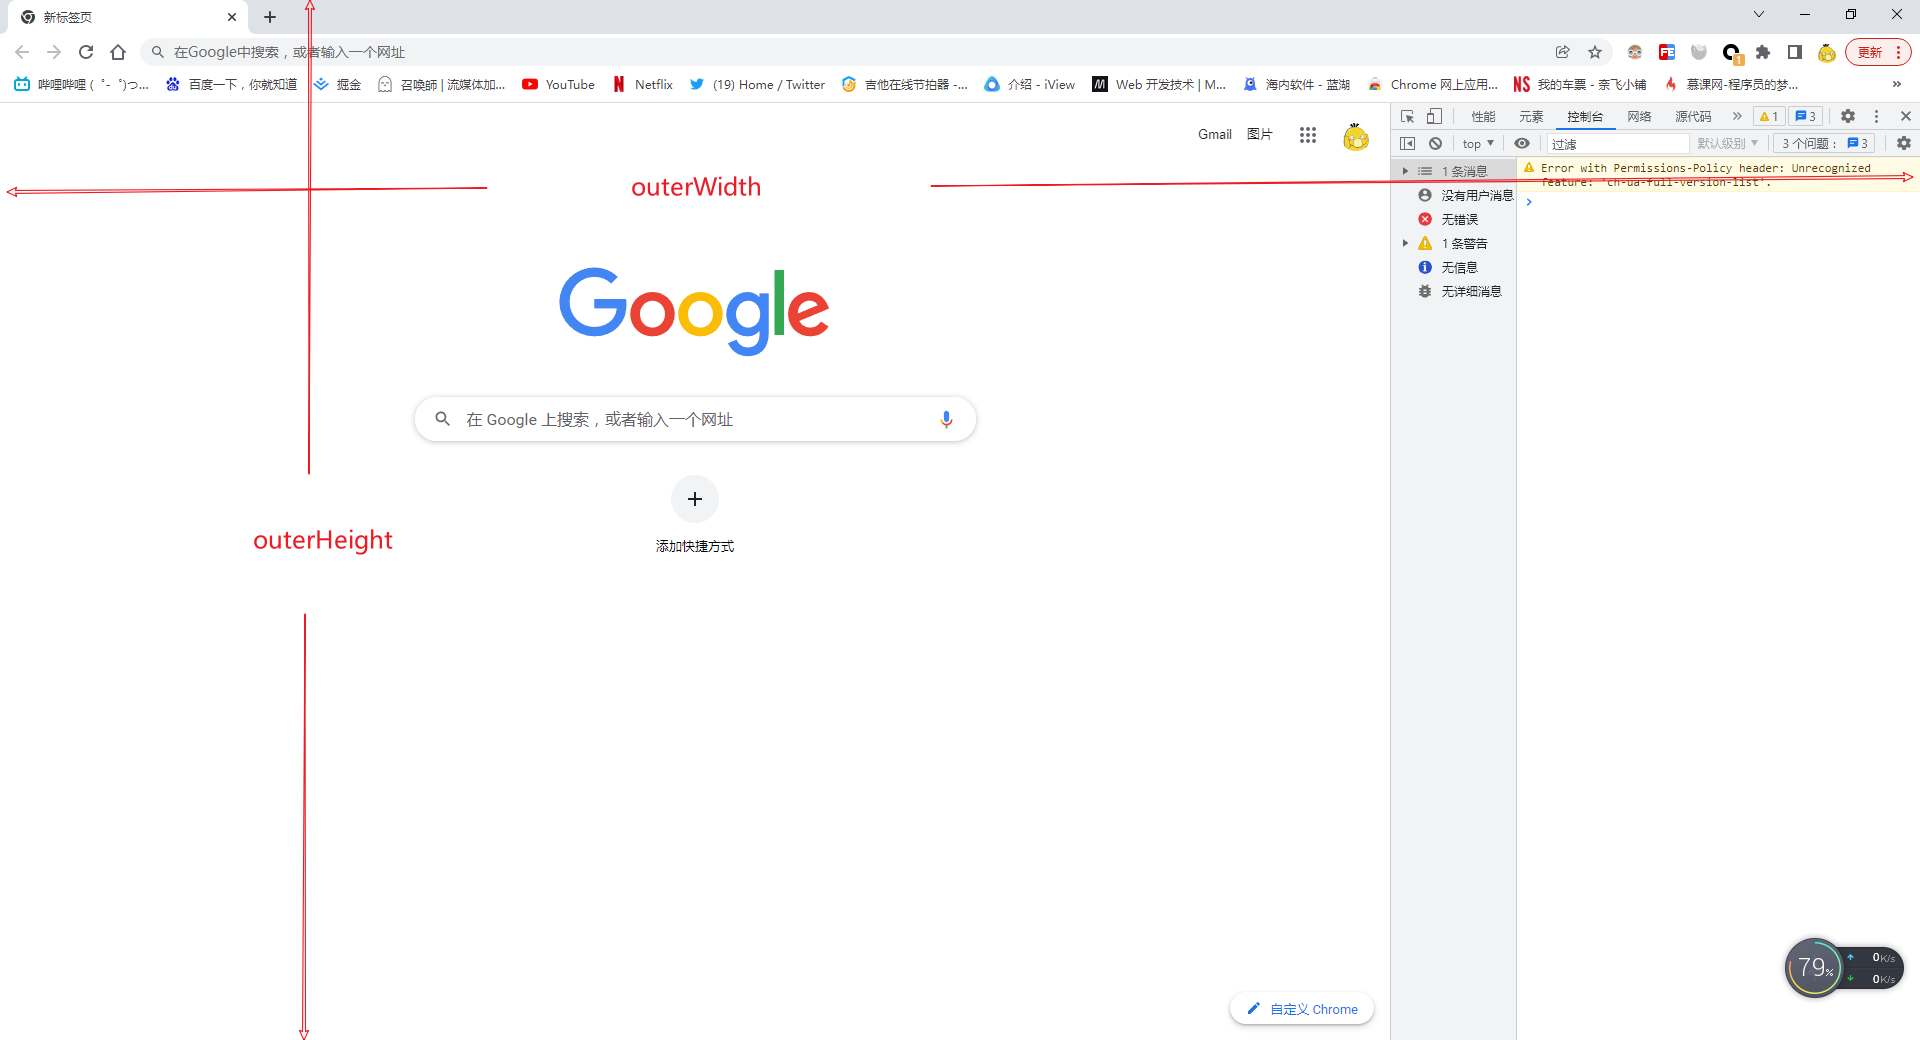 新标签页
在Google中搜索，或者输入一个网址
更新
哔哩哔哩 (゜-゜)つ...
百度一下，你就知道
掘金
召喚師 | 流媒体加...
YouTube
Netflix
(19) Home / Twitter
吉他在线节拍器 -...
介绍 - iView
Web 开发技术 | M...
海内软件 - 蓝湖
Chrome 网上应用...
我的车票 - 奈飞小铺
慕课网-程序员的梦...
Gmail
图片
outerWidth
Google
在 Google 上搜索，或者输入一个网址
添加快捷方式
outerHeight
自定义 Chrome
性能
元素
控制台
网络
源代码
1
3
top
过滤
默认级别
3 个问题：
3
1 条消息
没有用户消息
无错误
1 条警告
无信息
无详细消息
Error with Permissions-Policy header: Unrecognized
feature: 'ch-ua-full-version-list'.
79%
0K/s
0K/s